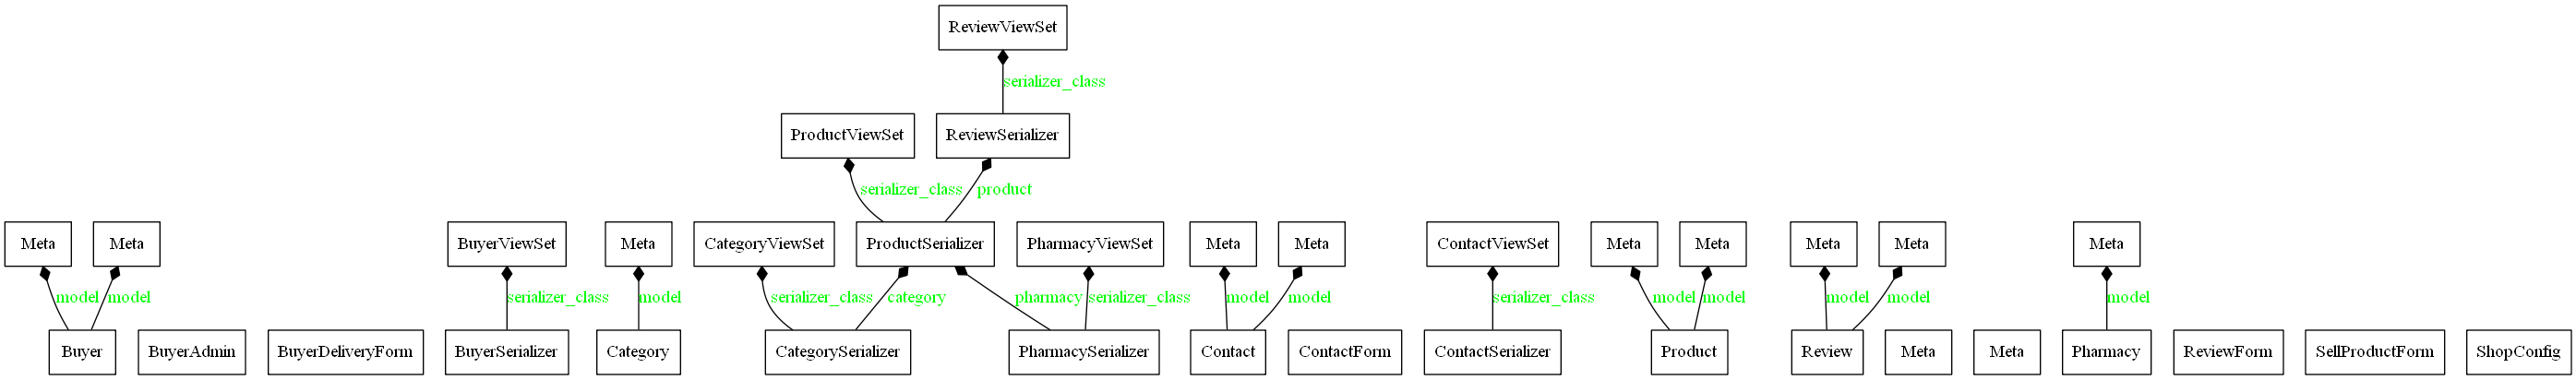 ReviewViewSet
serializer_class
ProductViewSet
ReviewSerializer
serializer_class
product
Meta
Meta
BuyerViewSet
Meta
CategoryViewSet
ProductSerializer
PharmacyViewSet
Meta
Meta
ContactViewSet
Meta
Meta
Meta
Meta
Meta
model
model
serializer_class
model
serializer_class
category
pharmacy
serializer_class
model
model
serializer_class
model
model
model
model
model
Buyer
BuyerAdmin
BuyerDeliveryForm
BuyerSerializer
Category
CategorySerializer
PharmacySerializer
Contact
ContactForm
ContactSerializer
Product
Review
Meta
Meta
Pharmacy
ReviewForm
SellProductForm
ShopConfig